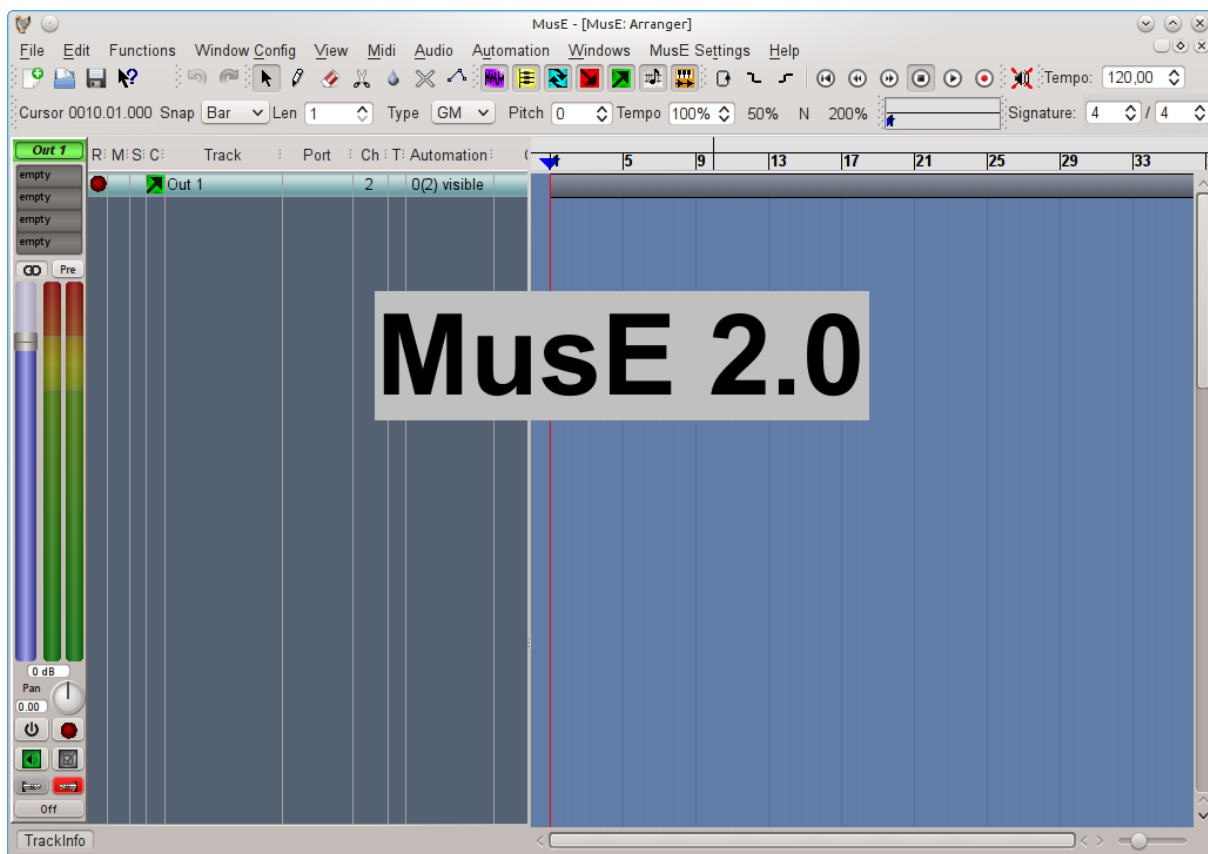 MusE - [MusE: Arranger]
File Edit Functions Window Config View Midi Audio Automation Windows MusE Settings Help
Tempo: 120,00
Cursor 0010.01.000 Snap Bar Len 1 Type GM Pitch 0 Tempo 100% 50% N 200% Signature: 4 / 4
Out 1 R M S C Track Port Ch T Automation
5 9 13 17 21 25 29 33
empty
Out 1 2 0(2) visible
empty
empty
empty
Pre
MusE 2.0
0 dB
Pan
0.00
Off
TrackInfo